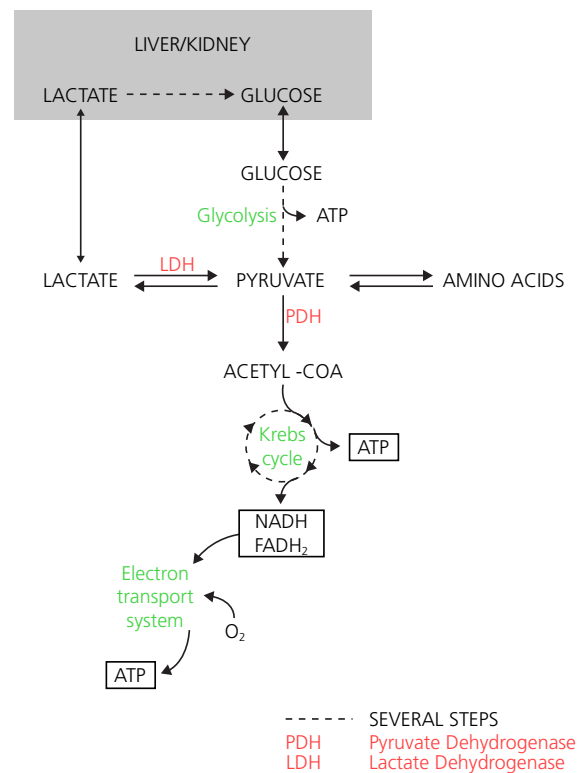 LIVER/KIDNEY
LACTATE GLUCOSE
GLUCOSE
Glycolysis ATP
LDH
LACTATE PYRUVATE AMINO ACIDS
PDH
ACETYL -COA
Krebs
cycle
ATP
NADH
FADH₂
Electron
transport
system
O₂
ATP
SEVERAL STEPS
PDH Pyruvate Dehydrogenase
LDH Lactate Dehydrogenase